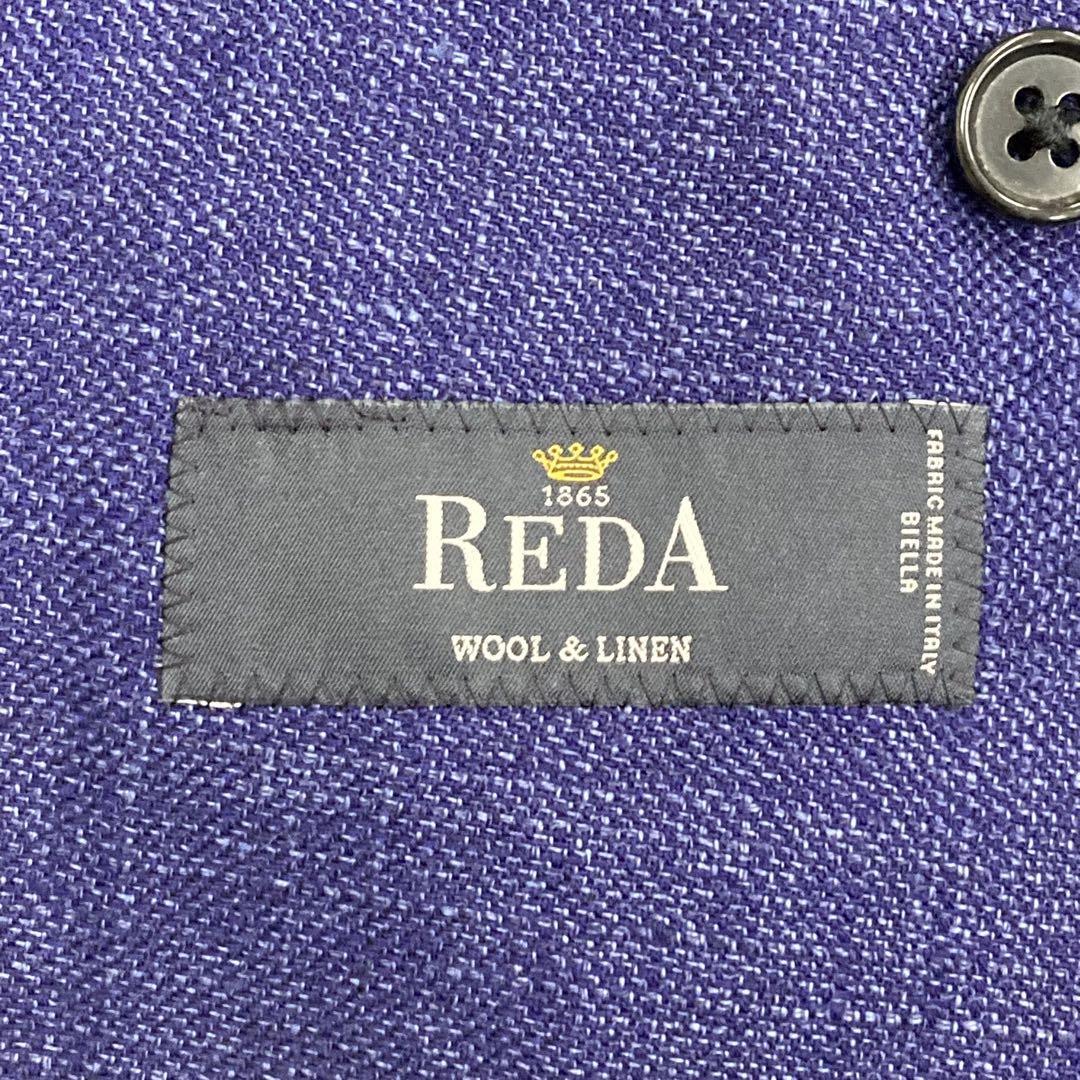 1865
REDA
WOOL & LINEN
FABRIC MADE IN ITALY
BIELLA